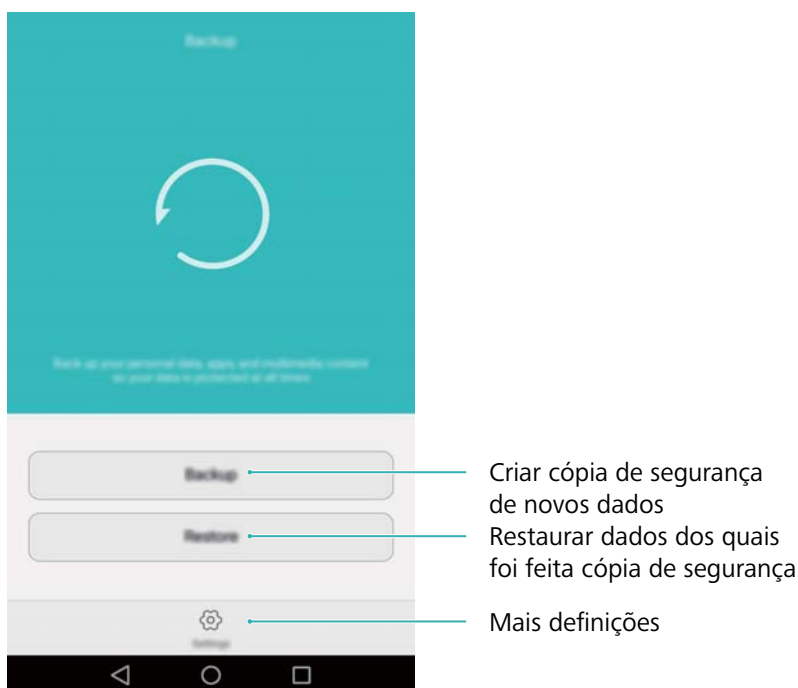 Backup
Back up your personal data, apps, and multimedia content
so your data is protected at all times
Backup
Criar cópia de segurança
de novos dados
Restore
Restaurar dados dos quais
foi feita cópia de segurança
Mais definições
Settings